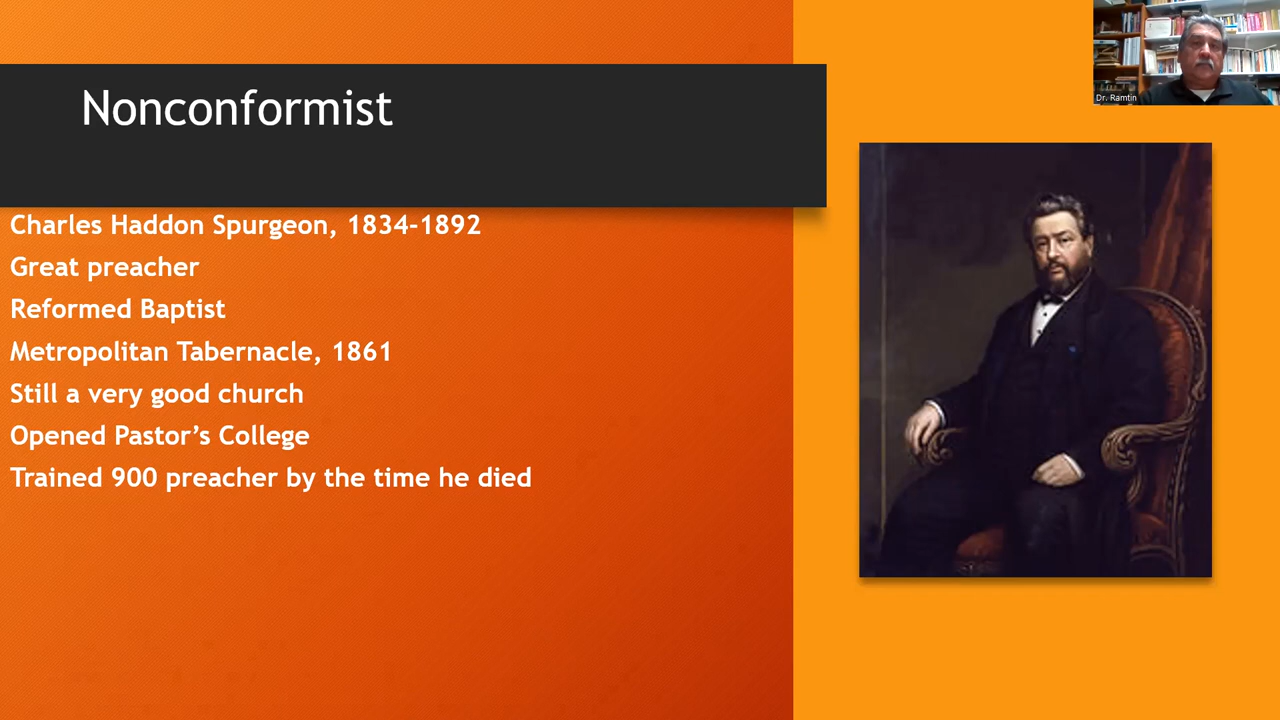 Nonconformist
Charles Haddon Spurgeon, 1834-1892
Great preacher
Reformed Baptist
Metropolitan Tabernacle, 1861
Still a very good church
Opened Pastor’s College
Trained 900 preacher by the time he died
Dr. Ramtin